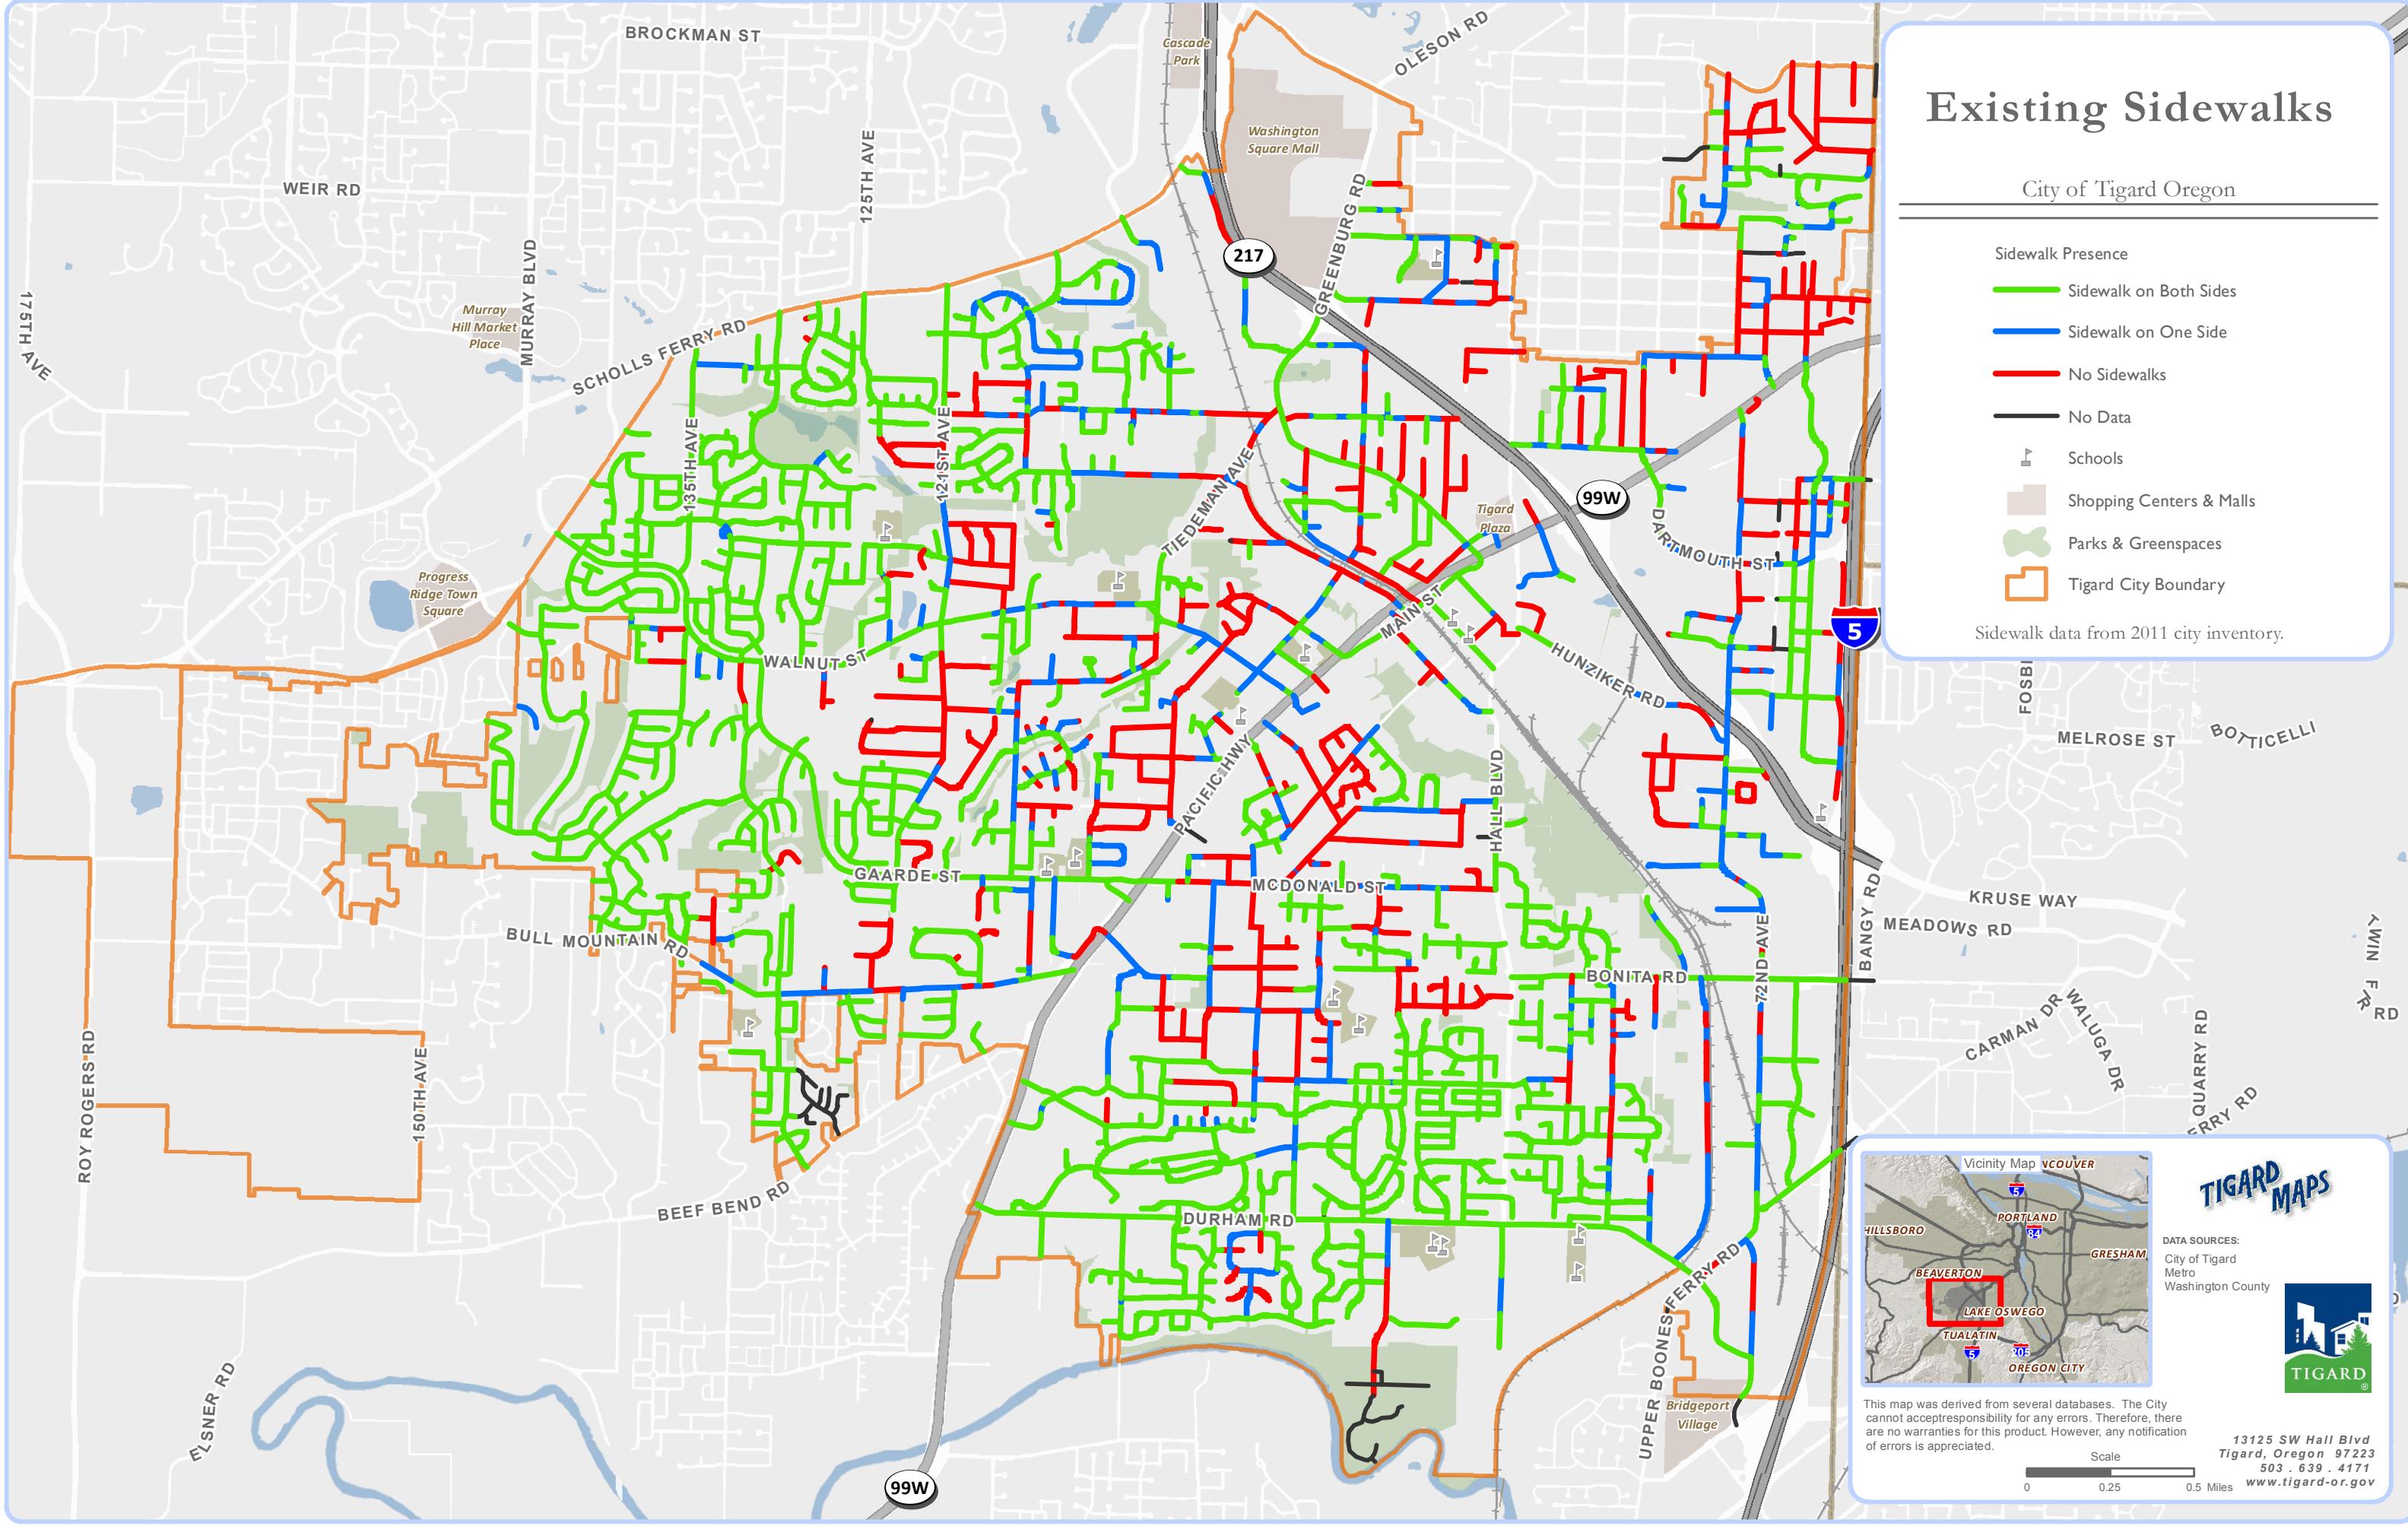 BROCKMAN ST
Cascade
Park
OLESON RD
Washington
Square Mall
WEIR RD
125TH AVE
MURRAY BLVD
175TH AVE
Murray
Hill Market
Place
SCHOLLS FERRY RD
217
GREENBURG RD
135TH AVE
121ST AVE
TIEDEMAN AVE
99W
Tigard
Plaza
DARTMOUTH ST
Progress
Ridge Town
Square
MAIN ST
WALNUT ST
HUNZIKER RD
5
PACIFIC HWY
HALL BLVD
GAARDE ST
MCDONALD ST
BULL MOUNTAIN RD
BONITA RD
72ND AVE
BANGY RD
ROY ROGERS RD
150TH AVE
BEEF BEND RD
DURHAM RD
UPPER BOONES FERRY RD
ELSNER RD
Bridgeport
Village
99W
FOSBE
MELROSE ST
BOTTICELLI
KRUSE WAY
MEADOWS RD
CARMAN DR
WALUGA DR
QUARRY RD
TWIN F
RD
ERRY RD
Existing Sidewalks
City of Tigard Oregon
Sidewalk Presence
Sidewalk on Both Sides
Sidewalk on One Side
No Sidewalks
No Data
Schools
Shopping Centers & Malls
Parks & Greenspaces
Tigard City Boundary
Sidewalk data from 2011 city inventory.
Vicinity Map
NCOUVER
5
PORTLAND
84
HILLSBORO
GRESHAM
BEAVERTON
LAKE OSWEGO
TUALATIN
5
205
OREGON CITY
TIGARD
MAPS
DATA SOURCES:
City of Tigard
Metro
Washington County
TIGARD
®
This map was derived from several databases. The City
cannot acceptresponsibility for any errors. Therefore, there
are no warranties for this product. However, any notification
of errors is appreciated.
Scale
0 0.25 0.5 Miles
13125 SW Hall Blvd
Tigard, Oregon 97223
503 . 639 . 4171
www.tigard-or.gov